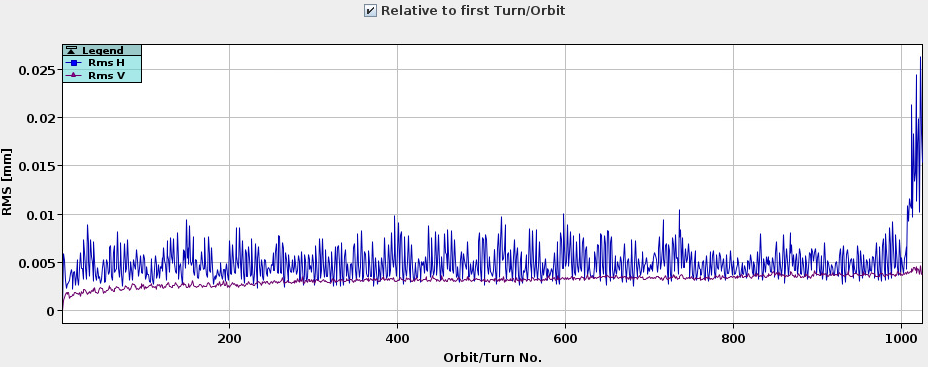 Relative to first Turn/Orbit
Legend
Rms H
Rms V
0.025
0.02
0.015
0.01
0.005
0
RMS [mm]
200
400
600
800
1000
Orbit/Turn No.